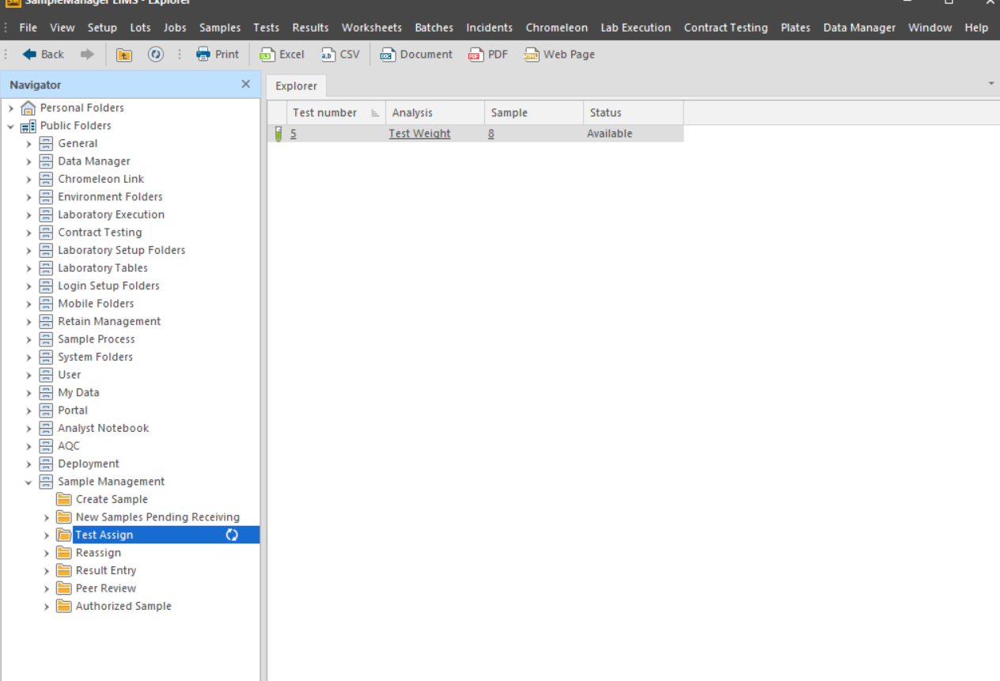 SM SampleManager LIMS - Explorer
File View Setup Lots Jobs Samples Tests Results Worksheets Batches Incidents Chromeleon Lab Execution Contract Testing Plates Data Manager Window Help
Back Print XLS Excel a,b CSV DOC Document PDF PDF HTML Web Page
Navigator
Explorer
Personal Folders
Public Folders
General
Data Manager
Chromeleon Link
Environment Folders
Laboratory Execution
Contract Testing
Laboratory Setup Folders
Laboratory Tables
Login Setup Folders
Mobile Folders
Retain Management
Sample Process
System Folders
User
My Data
Portal
Analyst Notebook
AQC
Deployment
Sample Management
Create Sample
New Samples Pending Receiving
Test Assign
Reassign
Result Entry
Peer Review
Authorized Sample
Test number Analysis Sample Status
5 Test Weight 8 Available